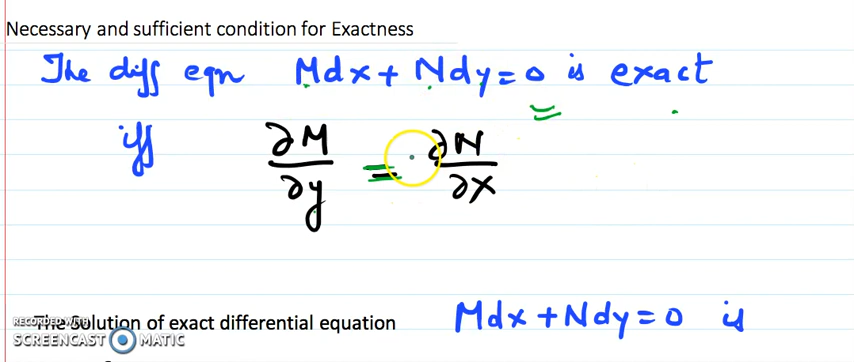 Necessary and sufficient condition for Exactness
The diff eqn Mdx + Ndy = 0 is exact
iff ∂M/∂y = ∂N/∂x
The Solution of exact differential equation Mdx + Ndy = 0 is
RECORDED WITH
SCREENCAST MATIC